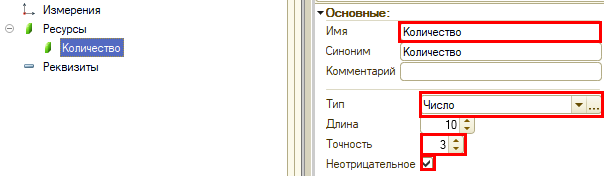 Измерения
Ресурсы
Количество
Реквизиты
Основные:
Имя Количество
Синоним Количество
Комментарий
Тип Число ...
Длина 10
Точность 3
Неотрицательное